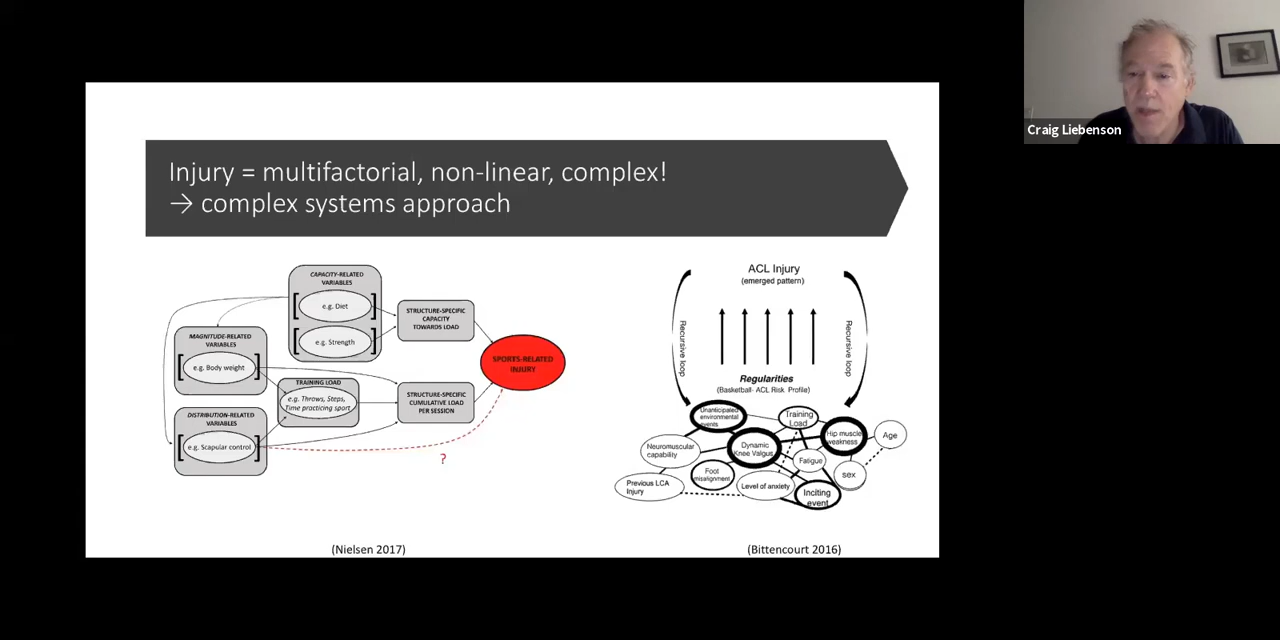 Craig Liebenson
Injury = multifactorial, non-linear, complex!
→ complex systems approach
CAPACITY-RELATED
VARIABLES
e.g. Diet
e.g. Strength
MAGNITUDE-RELATED
VARIABLES
e.g. Body weight
DISTRIBUTION-RELATED
VARIABLES
e.g. Scapular control
TRAINING LOAD
e.g. Throws, Steps,
Time practicing sport
STRUCTURE-SPECIFIC
CAPACITY
TOWARDS LOAD
STRUCTURE-SPECIFIC
CUMULATIVE LOAD
PER SESSION
SPORTS-RELATED
INJURY
?
(Nielsen 2017)
ACL Injury
(emerged pattern)
Recursive loop
Recursive loop
Regularities
(Basketball- ACL Risk Profile)
Unanticipated
environmental
events
Training
Load
Hip muscle
weakness
Age
Neuromuscular
capability
Dynamic
Knee Valgus
Fatigue
sex
Foot
misalignment
Previous LCA
Injury
Level of anxiety
Inciting
event
(Bittencourt 2016)